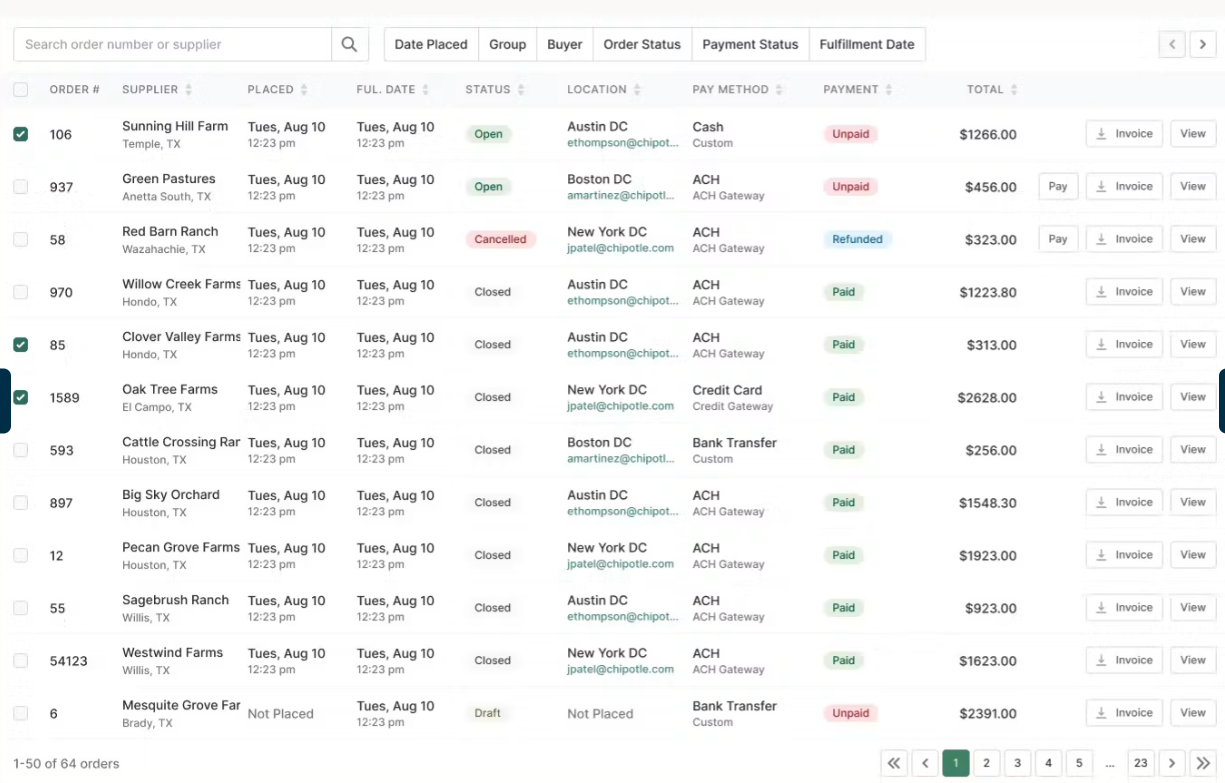 Search order number or supplier
Date Placed Group Buyer Order Status Payment Status Fulfillment Date
ORDER # SUPPLIER PLACED FUL. DATE STATUS LOCATION PAY METHOD PAYMENT TOTAL
106 Sunning Hill Farm Tues, Aug 10 Tues, Aug 10 Open Austin DC Cash Unpaid $1266.00 Invoice View
Temple, TX 12:23 pm 12:23 pm ethompson@chipot... Custom
937 Green Pastures Tues, Aug 10 Tues, Aug 10 Open Boston DC ACH Unpaid $456.00 Pay Invoice View
Anetta South, TX 12:23 pm 12:23 pm amartinez@chipotl... ACH Gateway
58 Red Barn Ranch Tues, Aug 10 Tues, Aug 10 Cancelled New York DC ACH Refunded $323.00 Pay Invoice View
Wazahachie, TX 12:23 pm 12:23 pm jpatel@chipotle.com ACH Gateway
970 Willow Creek Farms Tues, Aug 10 Tues, Aug 10 Closed Austin DC ACH Paid $1223.80 Invoice View
Hondo, TX 12:23 pm 12:23 pm ethompson@chipot... ACH Gateway
85 Clover Valley Farms Tues, Aug 10 Tues, Aug 10 Closed Austin DC ACH Paid $313.00 Invoice View
Hondo, TX 12:23 pm 12:23 pm ethompson@chipot... ACH Gateway
1589 Oak Tree Farms Tues, Aug 10 Tues, Aug 10 Closed New York DC Credit Card Paid $2628.00 Invoice View
El Campo, TX 12:23 pm 12:23 pm jpatel@chipotle.com Credit Gateway
593 Cattle Crossing Rar Tues, Aug 10 Tues, Aug 10 Closed Boston DC Bank Transfer Paid $256.00 Invoice View
Houston, TX 12:23 pm 12:23 pm amartinez@chipotl... Custom
897 Big Sky Orchard Tues, Aug 10 Tues, Aug 10 Closed Austin DC ACH Paid $1548.30 Invoice View
Houston, TX 12:23 pm 12:23 pm ethompson@chipot... ACH Gateway
12 Pecan Grove Farms Tues, Aug 10 Tues, Aug 10 Closed New York DC ACH Paid $1923.00 Invoice View
Houston, TX 12:23 pm 12:23 pm jpatel@chipotle.com ACH Gateway
55 Sagebrush Ranch Tues, Aug 10 Tues, Aug 10 Closed Austin DC ACH Paid $923.00 Invoice View
Willis, TX 12:23 pm 12:23 pm ethompson@chipot... ACH Gateway
54123 Westwind Farms Tues, Aug 10 Tues, Aug 10 Closed New York DC ACH Paid $1623.00 Invoice View
Willis, TX 12:23 pm 12:23 pm jpatel@chipotle.com ACH Gateway
6 Mesquite Grove Far Not Placed Tues, Aug 10 Draft Not Placed Bank Transfer Unpaid $2391.00 Invoice View
Brady, TX 12:23 pm Custom
1-50 of 64 orders 1 2 3 4 5 ... 23